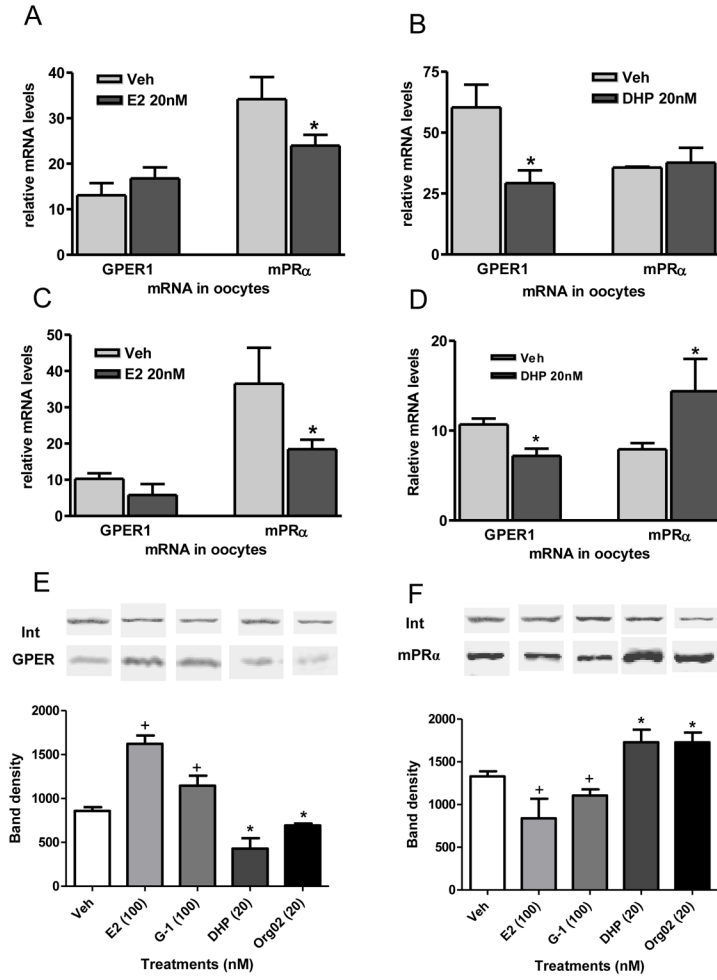 A
40
30
20
10
0
relative mRNA levels
Veh
E2 20nM
*
GPER1 mPRα
mRNA in oocytes
B
75
50
25
0
relative mRNA levels
Veh
DHP 20nM
*
GPER1 mPRα
mRNA in oocytes
C
50
40
30
20
10
0
relative mRNA levels
Veh
E2 20nM
*
GPER1 mPRα
mRNA in oocytes
D
20
10
0
Raletive mRNA levels
Veh
DHP 20nM
*
*
GPER1 mPRα
mRNA in oocytes
E
Int
GPER
2000
1500
1000
500
0
Band density
+
+
*
*
Veh
E2 (100)
G-1 (100)
DHP (20)
Org02 (20)
Treatments (nM)
F
Int
mPRα
2000
1500
1000
500
0
Band density
+
+
*
*
Veh
E2 (100)
G-1 (100)
DHP (20)
Org02 (20)
Treatments (nM)